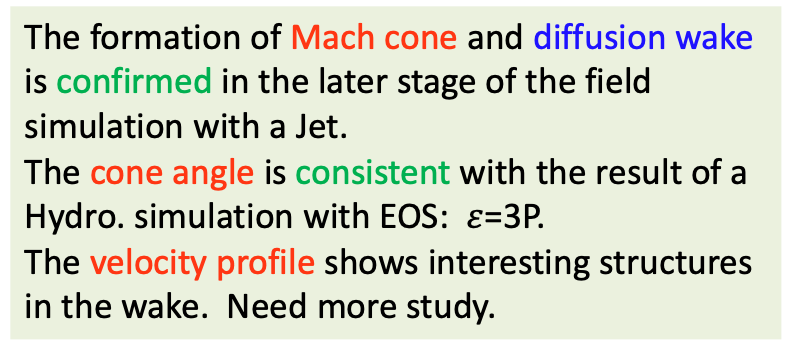 The formation of Mach cone and diffusion wake
is confirmed in the later stage of the field
simulation with a Jet.
The cone angle is consistent with the result of a
Hydro. simulation with EOS:  𝜀=3P.
The velocity profile shows interesting structures
in the wake.  Need more study.